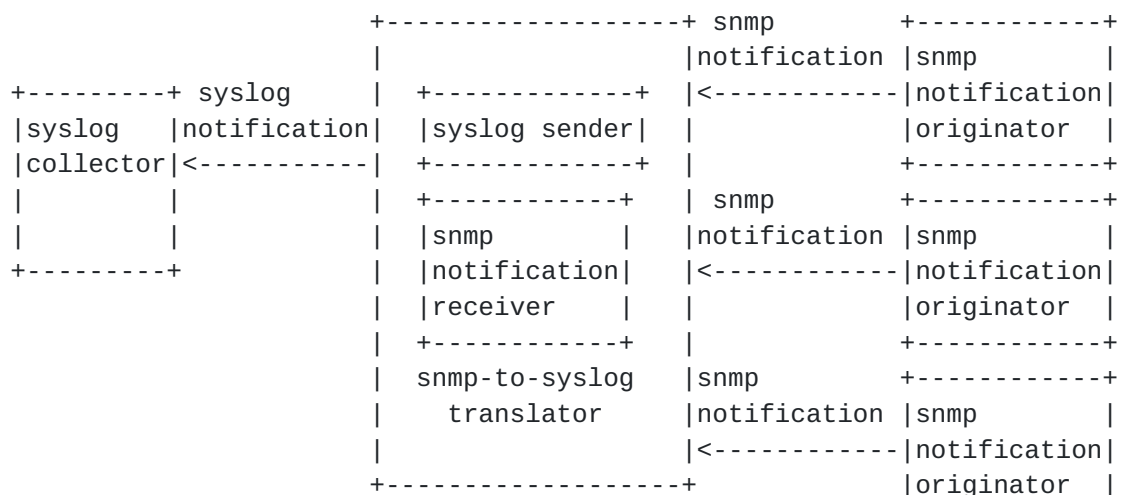 +-------------------+ snmp        +------------+
                       |                   |notification |snmp        |
+---------+ syslog     |  +-------------+  |<------------|notification|
|syslog   |notification|  |syslog sender|  |             |originator  |
|collector|<-----------|  +-------------+  |             +------------+
|         |            |  +------------+   | snmp        +------------+
|         |            |  |snmp        |   |notification |snmp        |
+---------+            |  |notification|   |<------------|notification|
                       |  |receiver    |   |             |originator  |
                       |  +------------+   |             +------------+
                       |  snmp-to-syslog   |snmp         +------------+
                       |    translator     |notification |snmp        |
                       |                   |<------------|notification|
                       +-------------------+             |originator  |